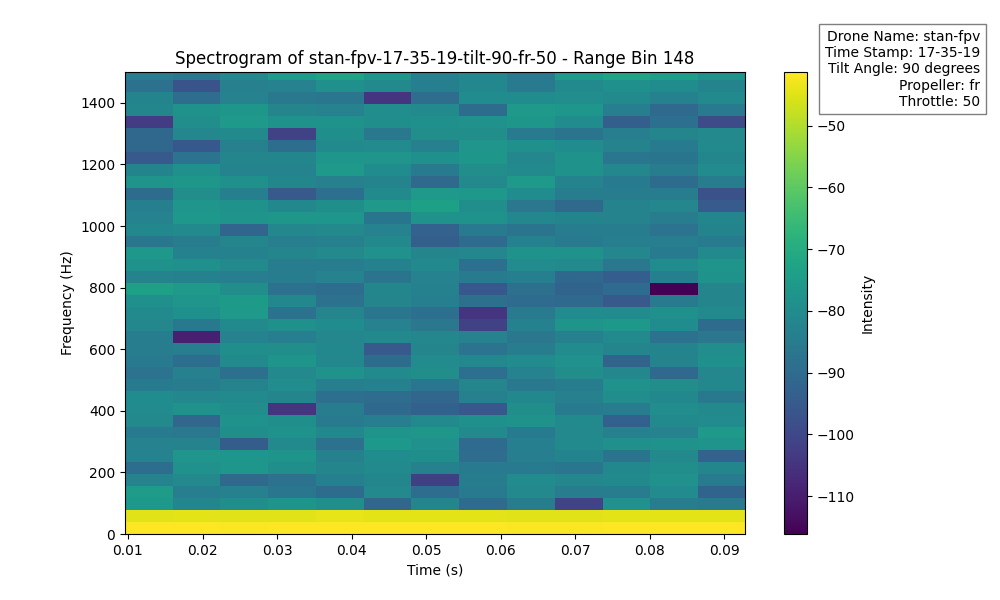 Spectrogram of stan-fpv-17-35-19-tilt-90-fr-50 - Range Bin 148
Drone Name: stan-fpv
Time Stamp: 17-35-19
Tilt Angle: 90 degrees
Propeller: fr
Throttle: 50
Frequency (Hz)
1400
1200
1000
800
600
400
200
0
0.01 0.02 0.03 0.04 0.05 0.06 0.07 0.08 0.09
Time (s)
−50
−60
−70
−80
−90
−100
−110
Intensity